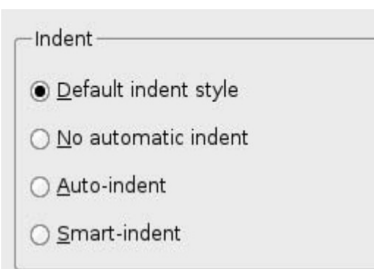 Indent
Default indent style
No automatic indent
Auto-indent
Smart-indent